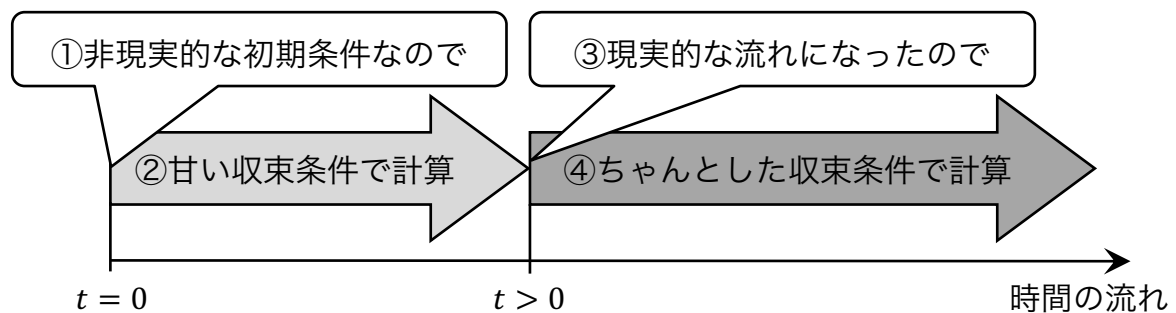 ①非現実的な初期条件なので
③現実的な流れになったので
②甘い収束条件で計算
④ちゃんとした収束条件で計算
t = 0
t > 0
時間の流れ